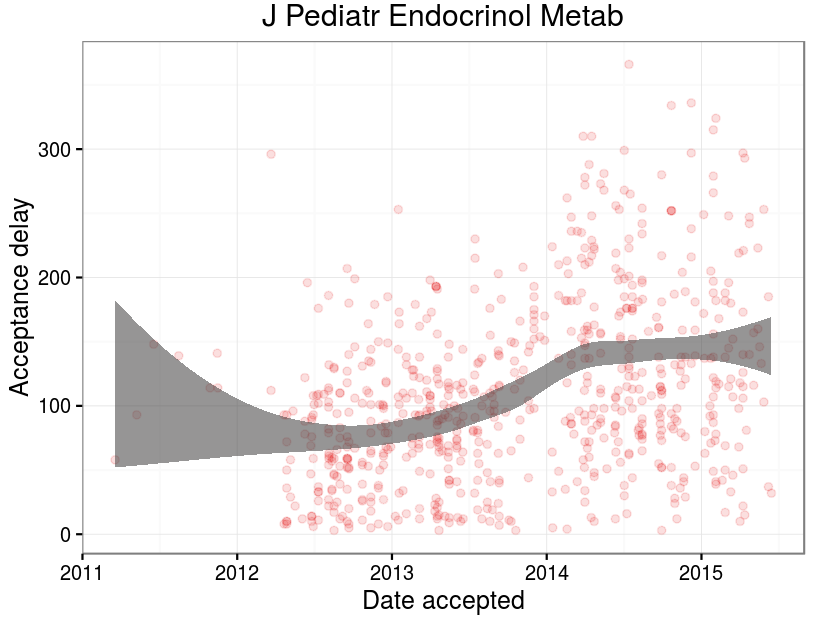 J Pediatr Endocrinol Metab
Acceptance delay
300
200
100
0
2011 2012 2013 2014 2015
Date accepted